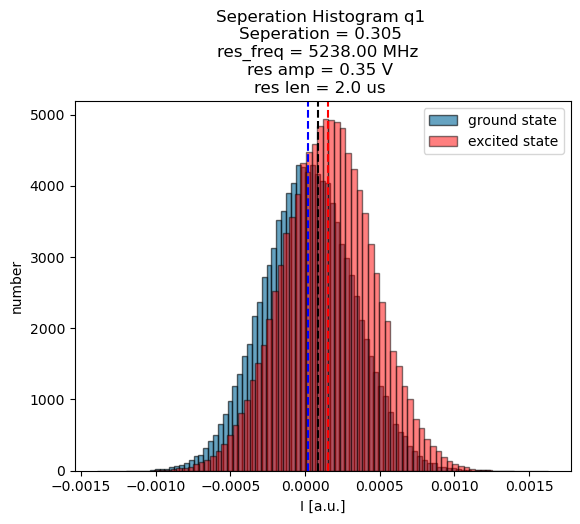 Seperation Histogram q1
Seperation = 0.305
res_freq = 5238.00 MHz
res amp = 0.35 V
res len = 2.0 us
ground state
excited state
5000
4000
3000
2000
1000
0
number
−0.0015 −0.0010 −0.0005 0.0000 0.0005 0.0010 0.0015
I [a.u.]